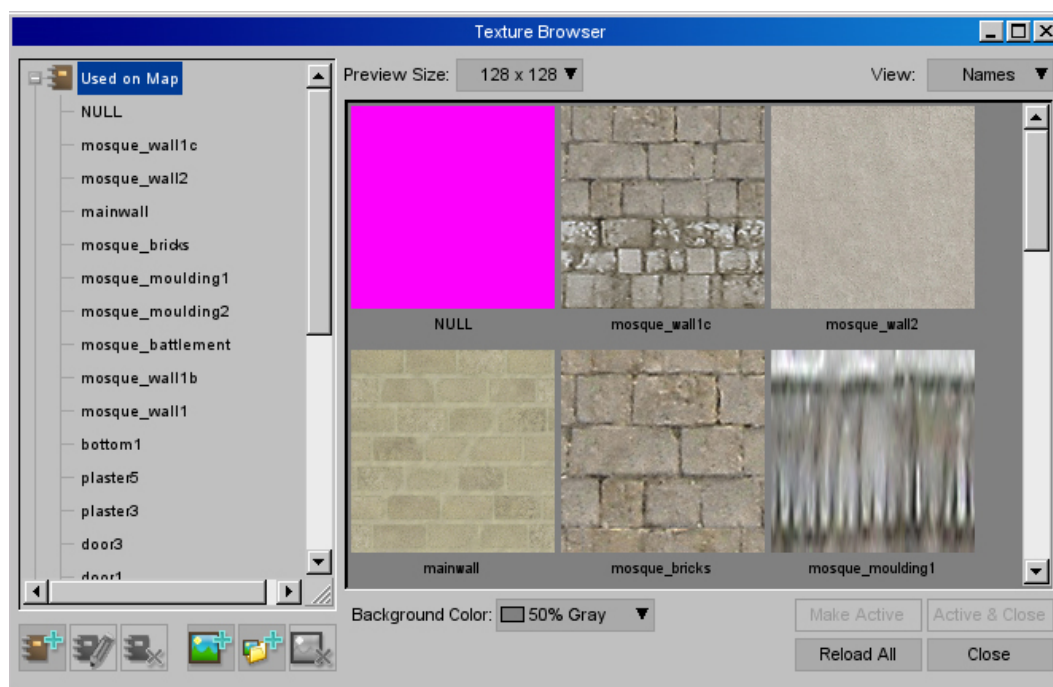 Texture Browser
Used on Map
NULL
mosque_wall1c
mosque_wall2
mainwall
mosque_bricks
mosque_moulding1
mosque_moulding2
mosque_battlement
mosque_wall1b
mosque_wall1
bottom1
plaster5
plaster3
door3
door1
Preview Size: 128 x 128
View: Names
NULL mosque_wall1c mosque_wall2
mainwall mosque_bricks mosque_moulding1
Background Color: 50% Gray
Make Active Active & Close
Reload All Close